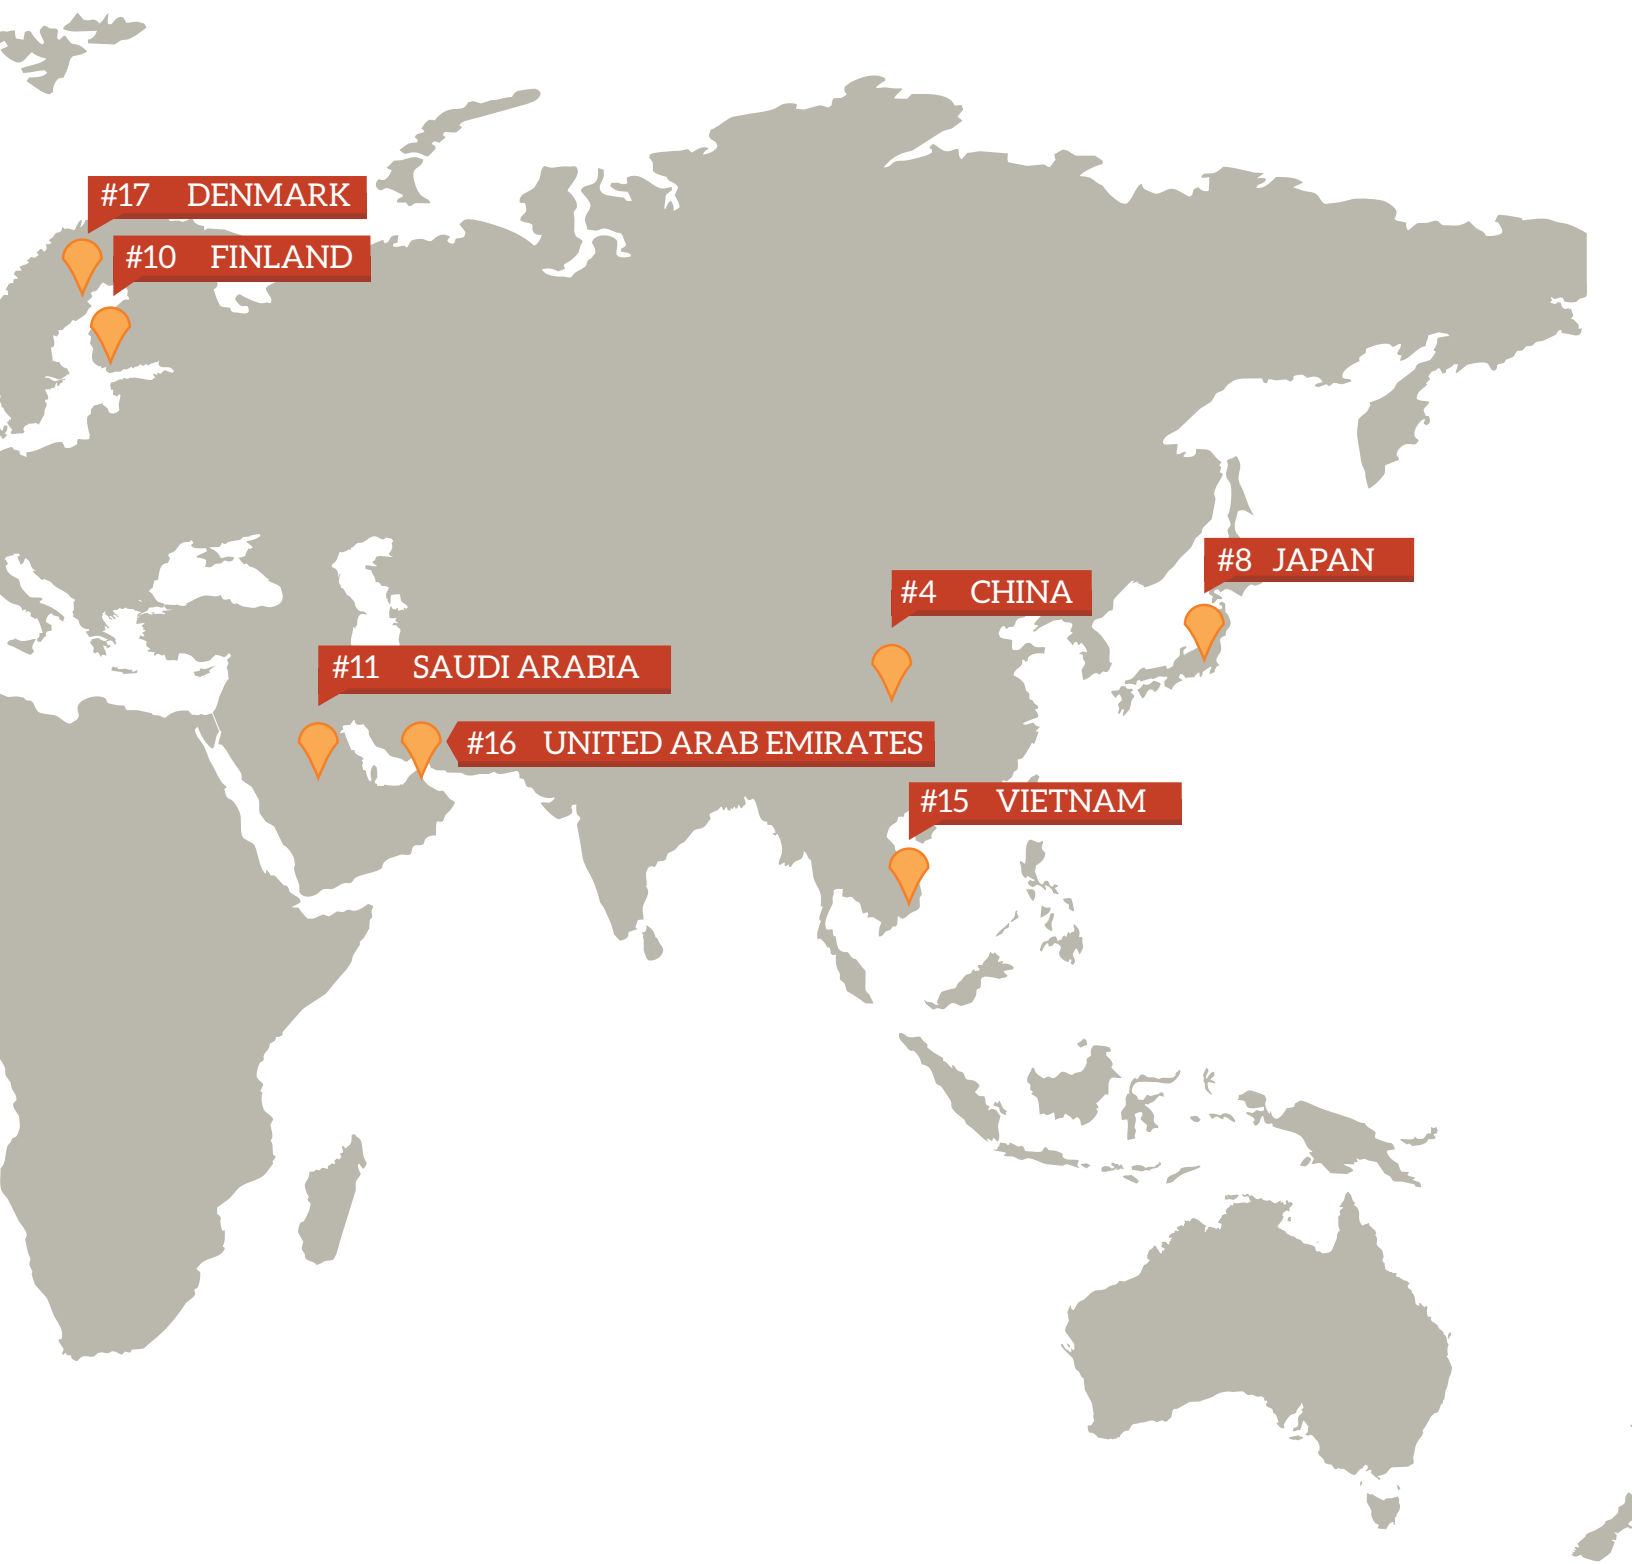 #17 DENMARK
#10 FINLAND
#8 JAPAN
#4 CHINA
#11 SAUDI ARABIA
#16 UNITED ARAB EMIRATES
#15 VIETNAM